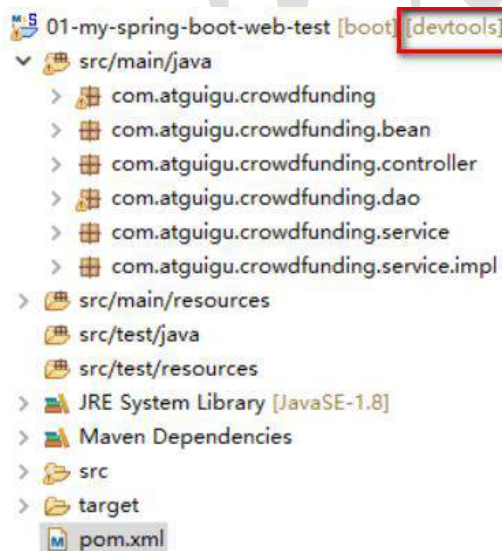 01-my-spring-boot-web-test [boot] [devtools]
src/main/java
com.atguigu.crowdfunding
com.atguigu.crowdfunding.bean
com.atguigu.crowdfunding.controller
com.atguigu.crowdfunding.dao
com.atguigu.crowdfunding.service
com.atguigu.crowdfunding.service.impl
src/main/resources
src/test/java
src/test/resources
JRE System Library [JavaSE-1.8]
Maven Dependencies
src
target
pom.xml